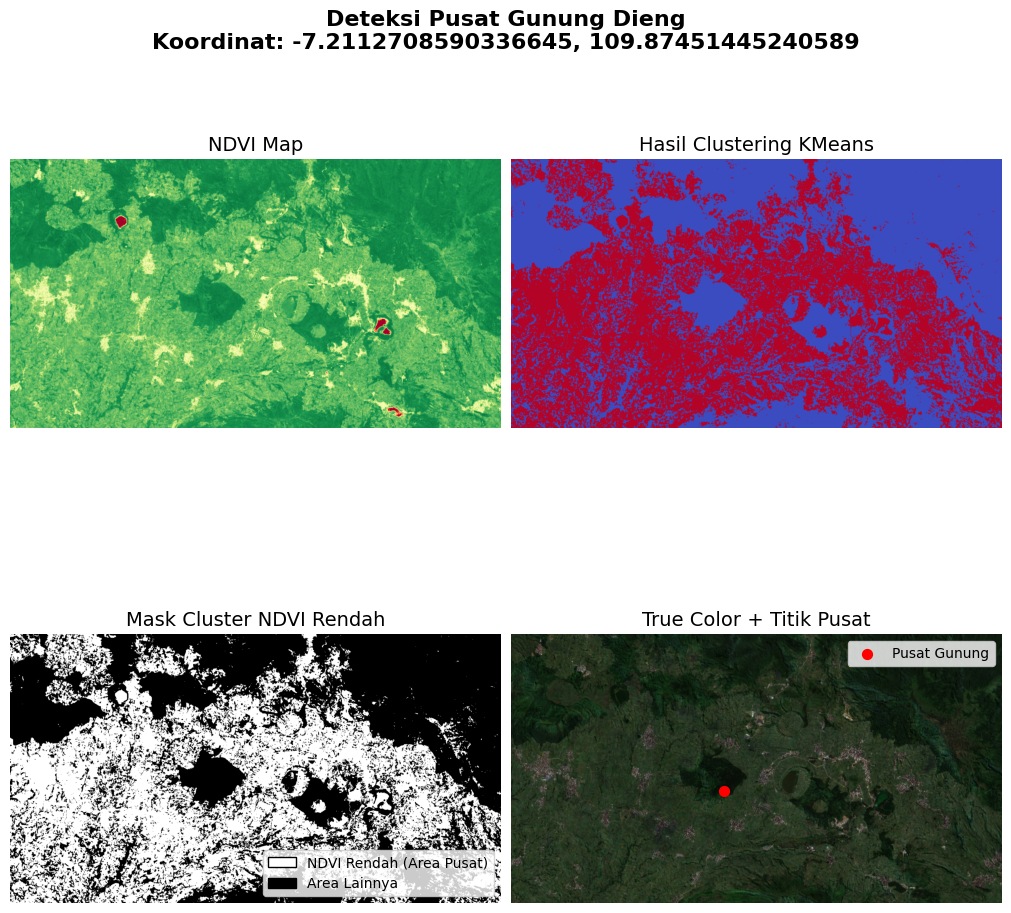 Deteksi Pusat Gunung Dieng
Koordinat: -7.2112708590336645, 109.87451445240589
NDVI Map
Hasil Clustering KMeans
Mask Cluster NDVI Rendah
True Color + Titik Pusat
Pusat Gunung
NDVI Rendah (Area Pusat)
Area Lainnya